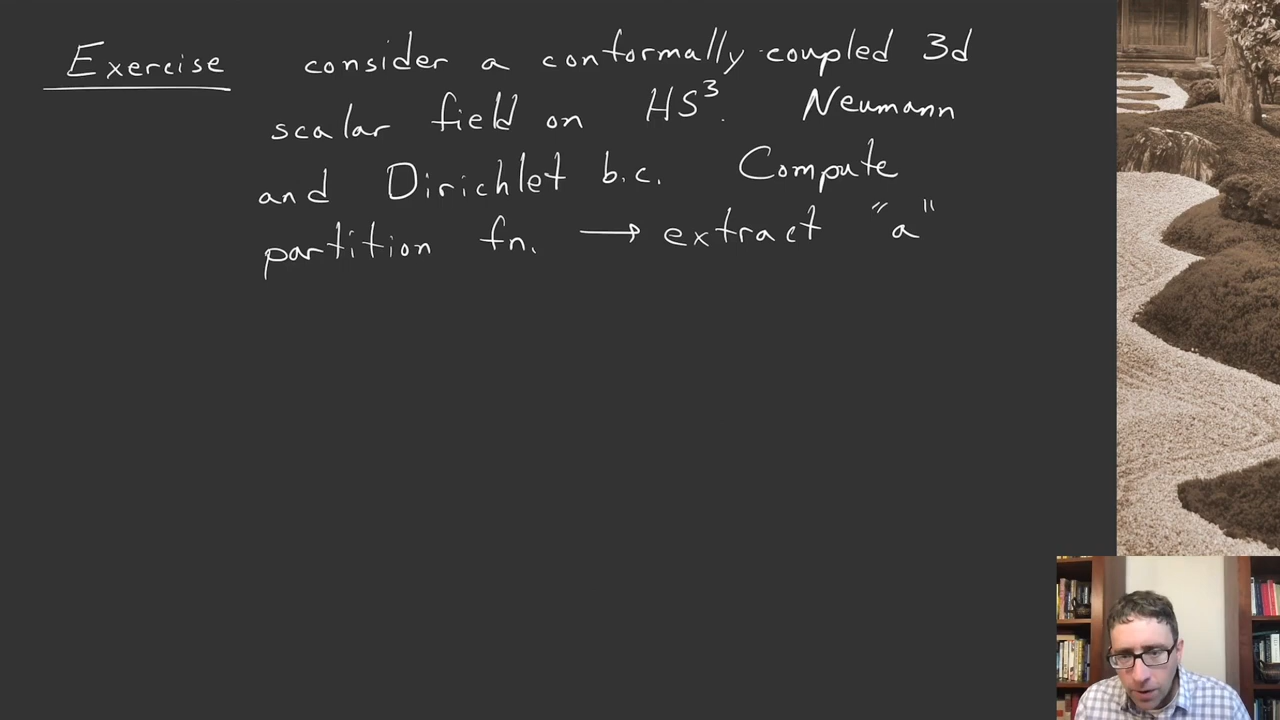 Exercise consider a conformally-coupled 3d
scalar field on HS³. Neumann
and Dirichlet b.c. Compute
partition fn. → extract "a"